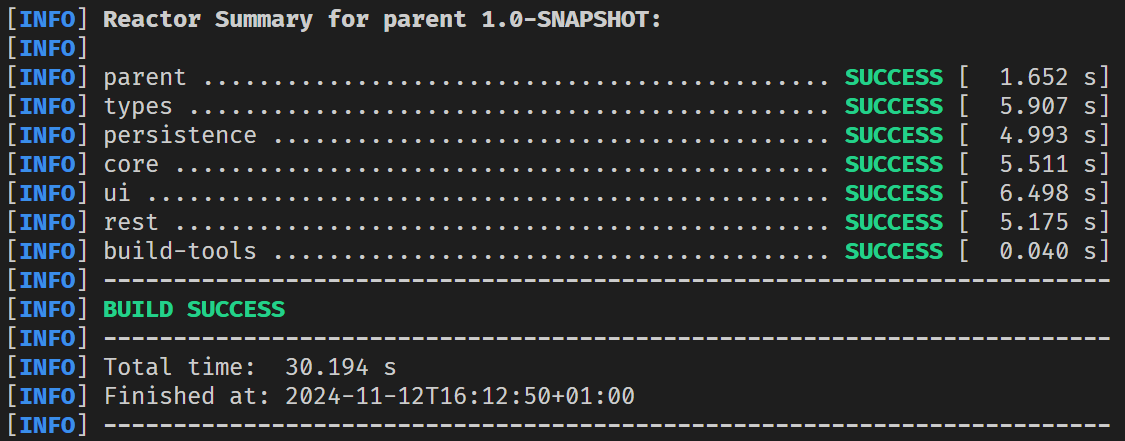 [INFO] Reactor Summary for parent 1.0-SNAPSHOT:
[INFO]
[INFO] parent ............................................. SUCCESS [  1.652 s]
[INFO] types .............................................. SUCCESS [  5.907 s]
[INFO] persistence ........................................ SUCCESS [  4.993 s]
[INFO] core ............................................... SUCCESS [  5.511 s]
[INFO] ui ................................................. SUCCESS [  6.498 s]
[INFO] rest ............................................... SUCCESS [  5.175 s]
[INFO] build-tools ........................................ SUCCESS [  0.040 s]
[INFO] ------------------------------------------------------------------------
[INFO] BUILD SUCCESS
[INFO] ------------------------------------------------------------------------
[INFO] Total time:  30.194 s
[INFO] Finished at: 2024-11-12T16:12:50+01:00
[INFO] ------------------------------------------------------------------------